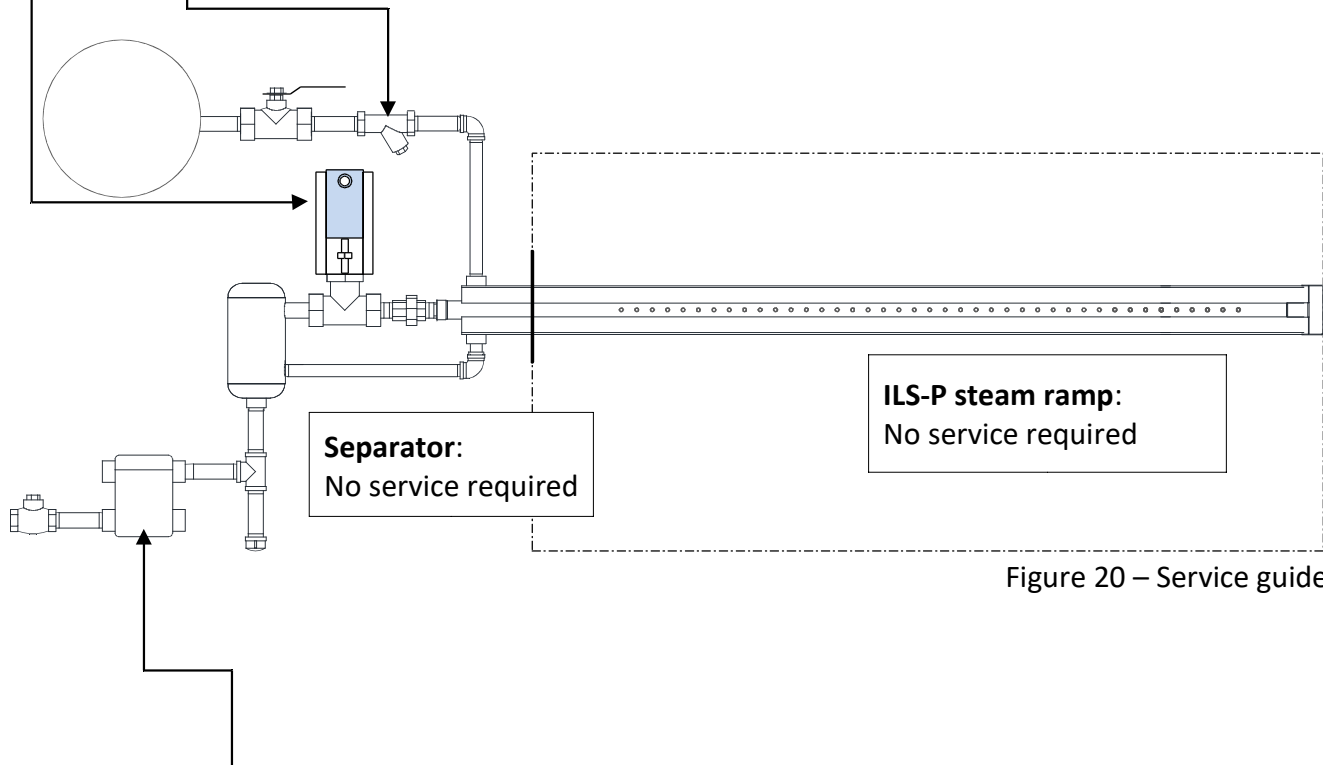 Separator:
No service required
ILS-P steam ramp:
No service required
Figure 20 – Service guide